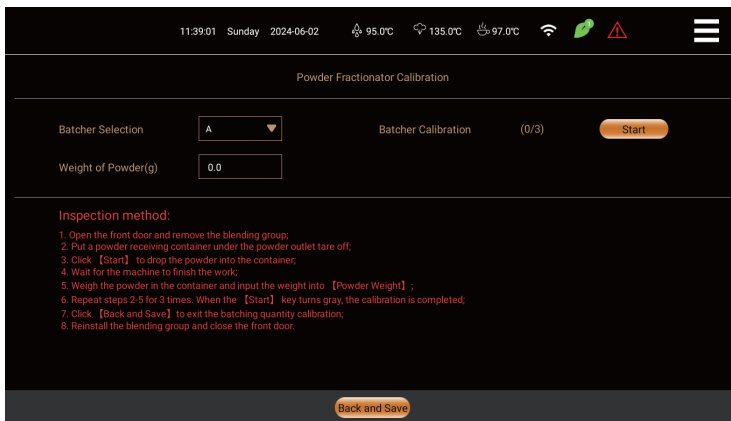 11:39:01 Sunday 2024-06-02 95.0℃ 135.0℃ 97.0℃ 1
Powder Fractionator Calibration
Batcher Selection A Batcher Calibration (0/3) Start
Weight of Powder(g) 0.0
Inspection method:
1. Open the front door and remove the blending group;
2. Put a powder receiving container under the powder outlet tare off;
3. Click 【Start】 to drop the powder into the container;
4. Wait for the machine to finish the work;
5. Weigh the powder in the container and input the weight into 【Powder Weight】;
6. Repeat steps 2-5 for 3 times. When the 【Start】 key turns gray, the calibration is completed;
7. Click 【Back and Save】to exit the batching quantity calibration;
8. Reinstall the blending group and close the front door.
Back and Save